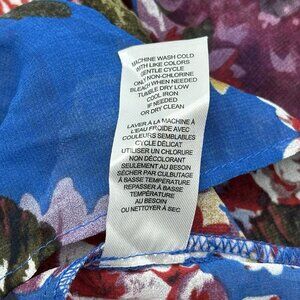 MACHINE WASH COLD
WITH LIKE COLORS
GENTLE CYCLE
ONLY NON-CHLORINE
BLEACH WHEN NEEDED
TUMBLE DRY LOW
COOL IRON
IF NEEDED
OR DRY CLEAN
LAVER À LA MACHINE À
L'EAU FROIDE AVEC
COULEURS SEMBLABLES
CYCLE DÉLICAT
UTILISER UN CHLORURE
NON DÉCOLORANT
SEULEMENT AU BESOIN
SÉCHER PAR CULBUTAGE
À BASSE TEMPÉRATURE
REPASSER À BASSE
TEMPÉRATURE
AU BESOIN
OU NETTOYER À SEC